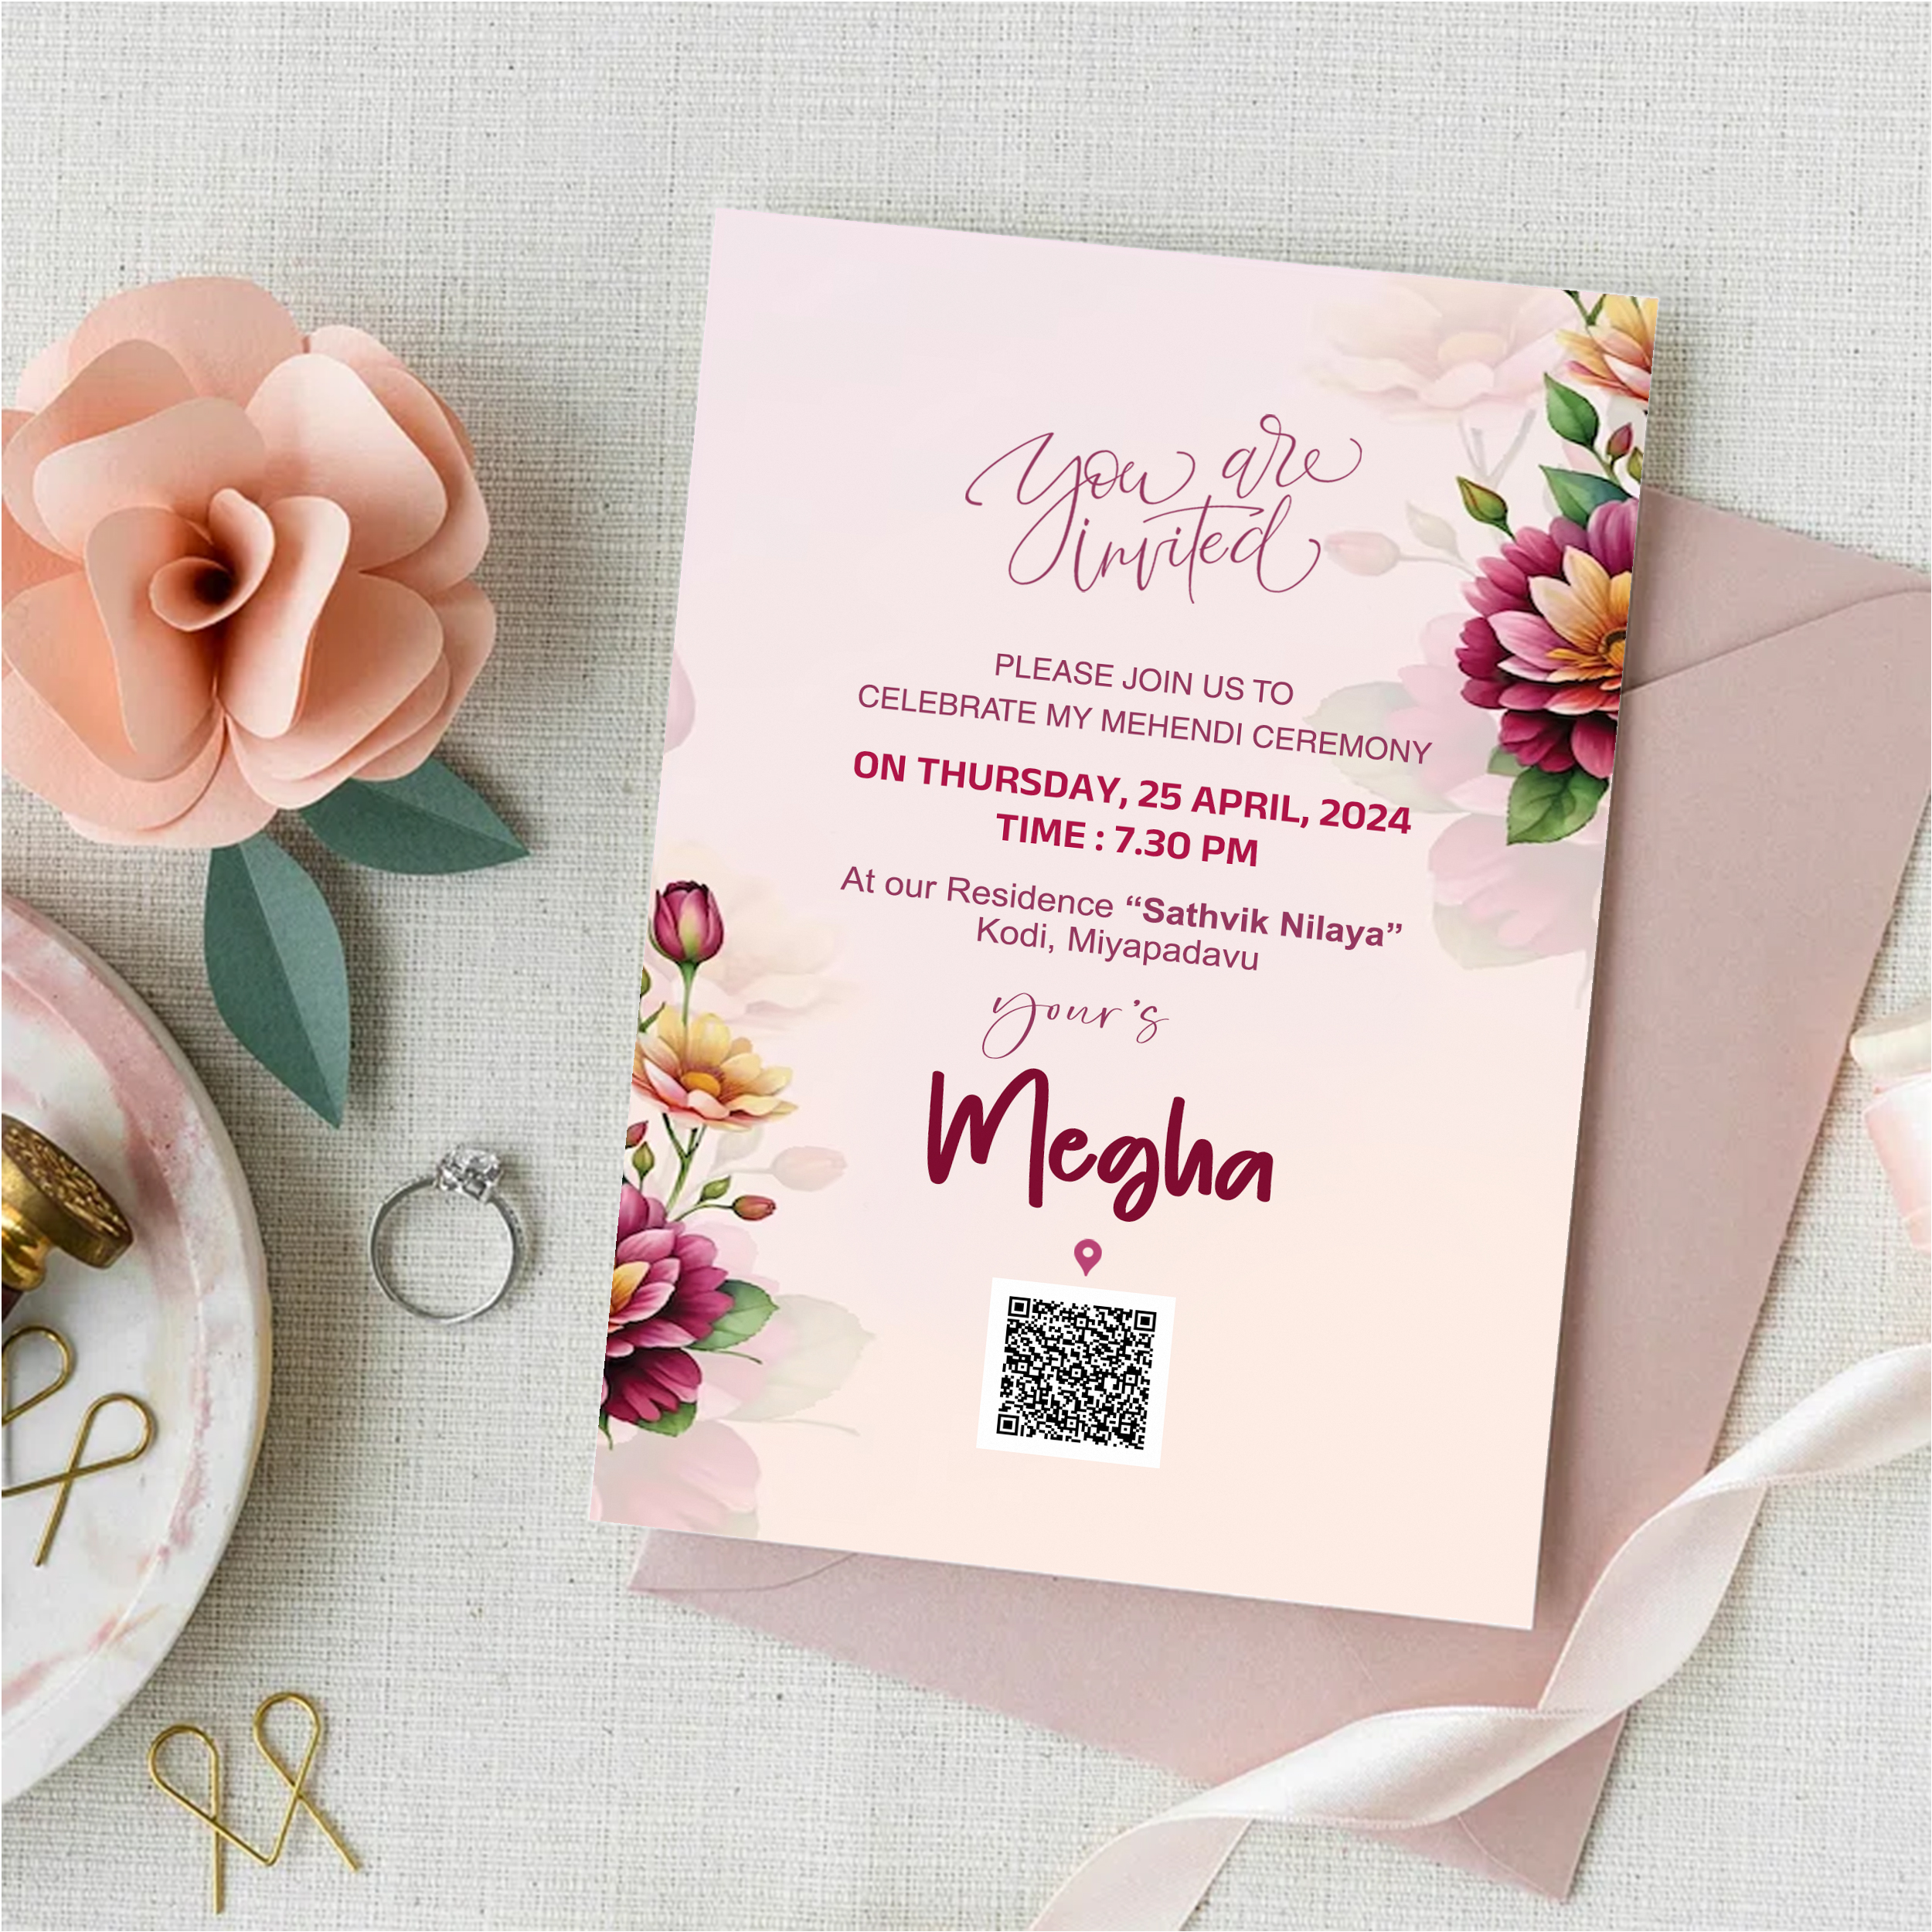 you are
invited
PLEASE JOIN US TO
CELEBRATE MY MEHENDI CEREMONY
ON THURSDAY, 25 APRIL, 2024
TIME : 7.30 PM
At our Residence “Sathvik Nilaya”
Kodi, Miyapadavu
your's
Megha